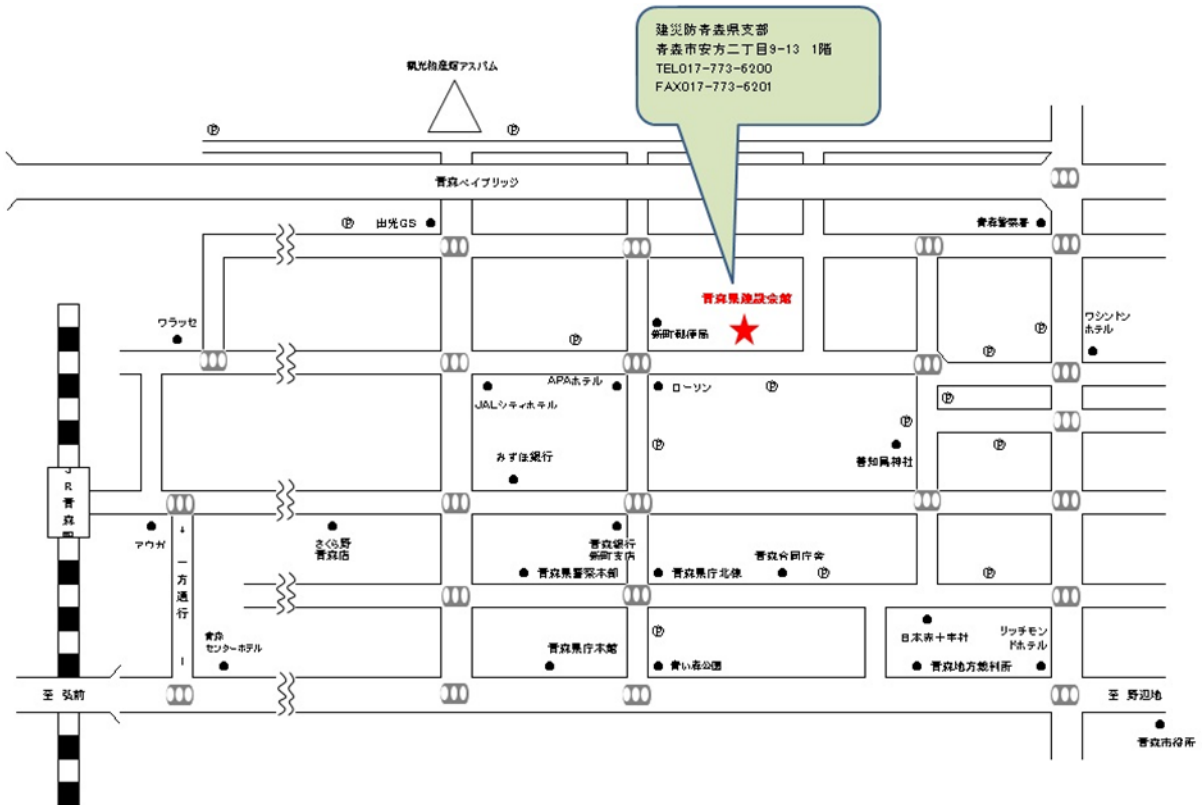 建災防青森県支部
青森市安方二丁目9-13 1階
TEL017-773-6200
FAX017-773-6201
観光物産館アスパム
Ⓟ
Ⓟ
青森ベイブリッジ
Ⓟ
出光GS
青森警察署
青森県建設会館
ワラッセ
新町郵便局
Ⓟ
Ⓟ
Ⓟ
ワシントン
ホテル
APAホテル
JALシティホテル
ローソン
Ⓟ
Ⓟ
Ⓟ
Ⓟ
Ⓟ
みずほ銀行
善知鳥神社
JR青森駅
アウガ
さくら野
青森店
青森銀行
新町支店
青森合同庁舎
青森県警察本部
青森県庁北棟
Ⓟ
Ⓟ
一方通行
青森
センターホテル
青森県庁本館
Ⓟ
青い森公園
日本赤十字社
リッチモン
ドホテル
青森地方裁判所
至 弘前
至 野辺地
青森市役所